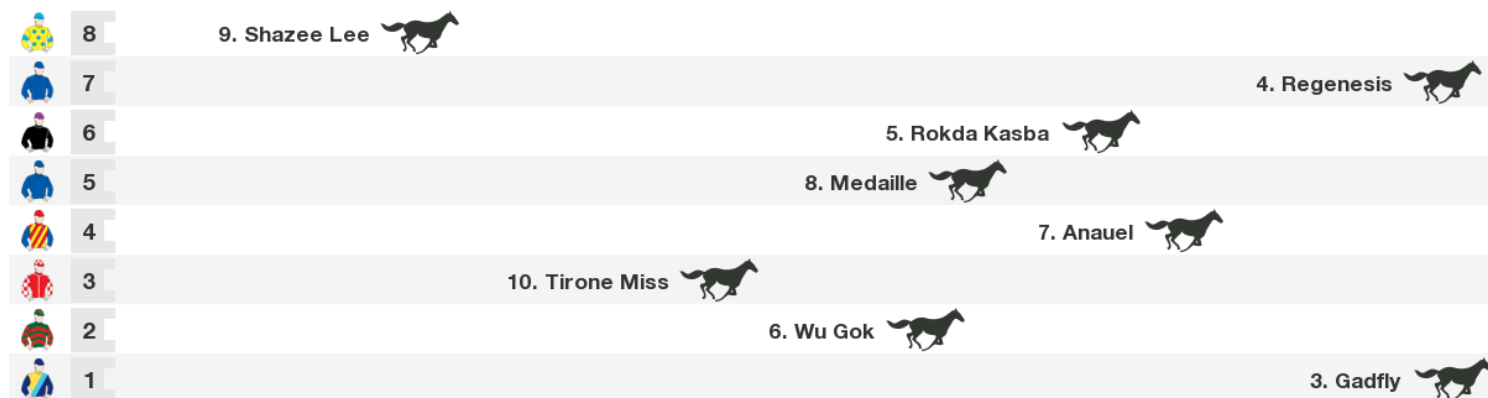 8 9. Shazee Lee
7 4. Regenesis
6 5. Rokda Kasba
5 8. Medaille
4 7. Anauel
3 10. Tirone Miss
2 6. Wu Gok
1 3. Gadfly